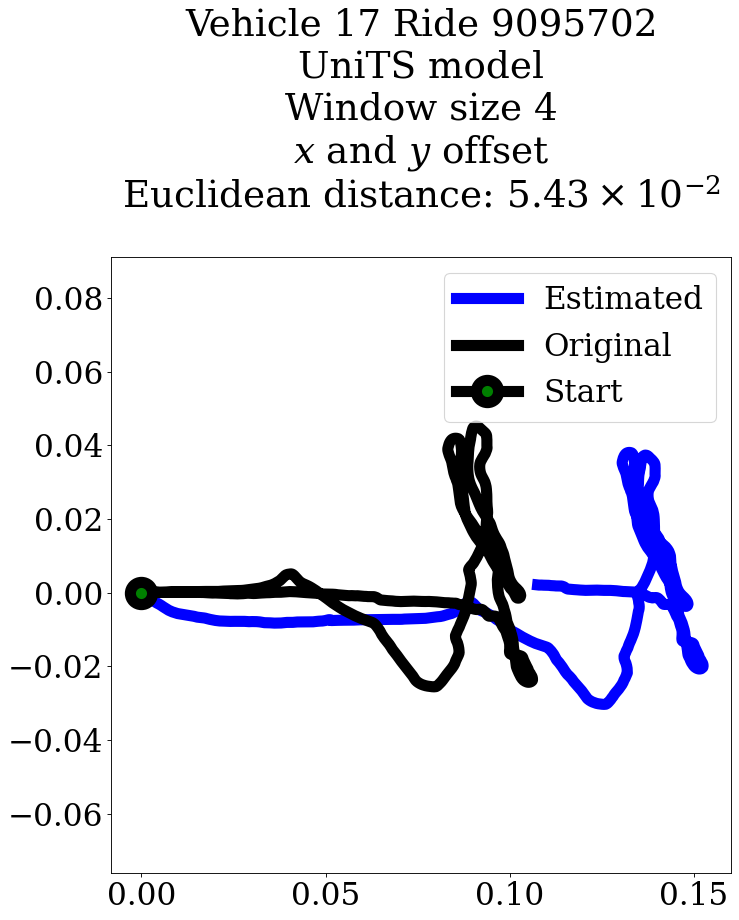 Vehicle 17 Ride 9095702
UniTS model
Window size 4
x and y offset
Euclidean distance: 5.43 × 10⁻²
Estimated
Original
Start
0.08
0.06
0.04
0.02
0.00
−0.02
−0.04
−0.06
0.00 0.05 0.10 0.15